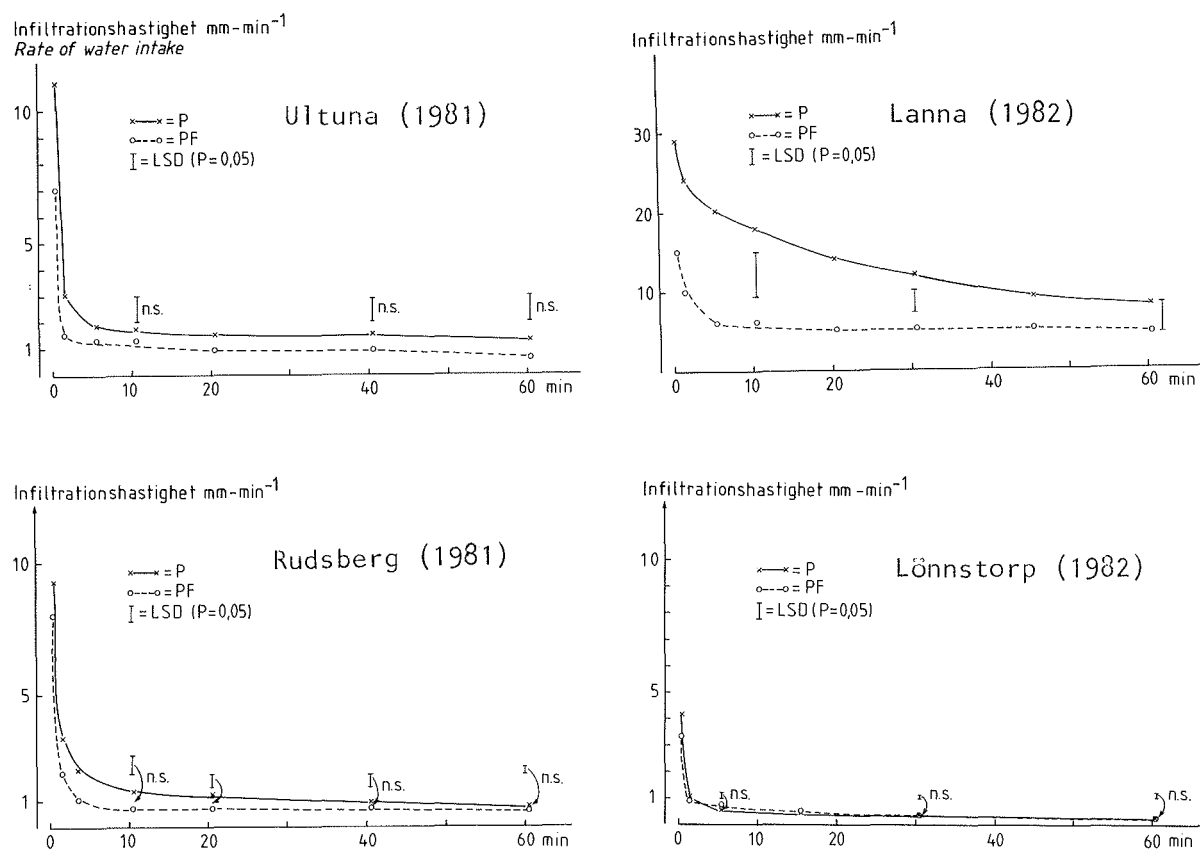 Infiltrationshastighet mm-min⁻¹
Rate of water intake
Ultuna (1981)
×—× = P
o---o = PF
I = LSD (P=0,05)
10
5
1
n.s.
n.s.
n.s.
0 10 20 40 60 min
Infiltrationshastighet mm-min⁻¹
Lanna (1982)
×—× = P
o---o = PF
I = LSD (P=0,05)
30
20
10
0 10 20 40 60 min
Infiltrationshastighet mm-min⁻¹
Rudsberg (1981)
×—× = P
o---o = PF
I = LSD (P=0,05)
10
5
1
n.s.
n.s.
n.s.
0 10 20 40 60 min
Infiltrationshastighet mm-min⁻¹
Lönnstorp (1982)
×—× = P
o---o = PF
I = LSD (P=0,05)
10
5
1
n.s.
n.s.
n.s.
0 10 20 40 60 min